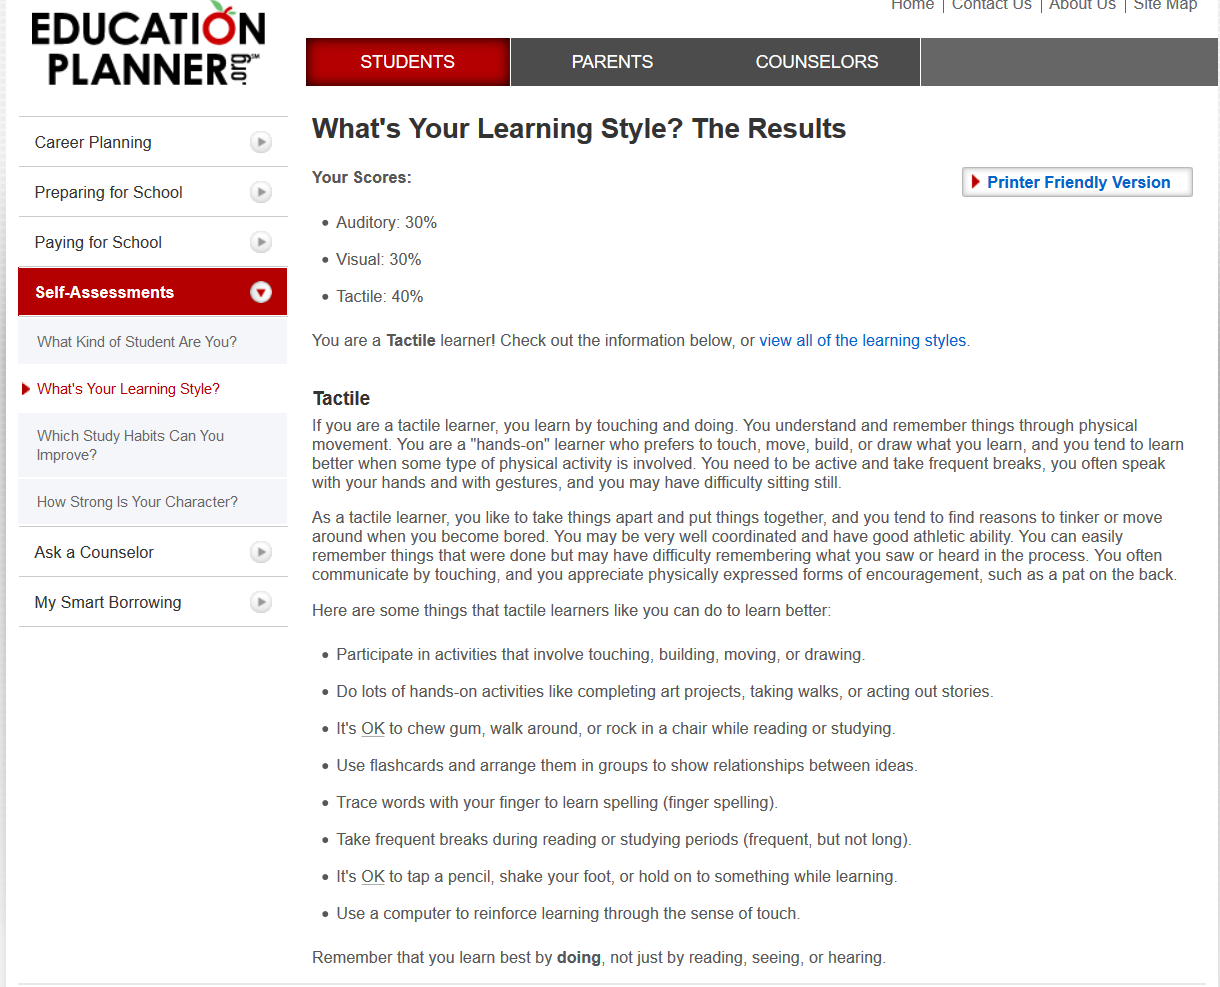 Home | Contact Us | About Us | Site Map
EDUCATION
PLANNER.org℠
STUDENTS PARENTS COUNSELORS
Career Planning
Preparing for School
Paying for School
Self-Assessments
What Kind of Student Are You?
What's Your Learning Style?
Which Study Habits Can You
Improve?
How Strong Is Your Character?
Ask a Counselor
My Smart Borrowing
What's Your Learning Style? The Results
Your Scores:
Printer Friendly Version
• Auditory: 30%
• Visual: 30%
• Tactile: 40%
You are a Tactile learner! Check out the information below, or view all of the learning styles.
Tactile
If you are a tactile learner, you learn by touching and doing. You understand and remember things through physical
movement. You are a "hands-on" learner who prefers to touch, move, build, or draw what you learn, and you tend to learn
better when some type of physical activity is involved. You need to be active and take frequent breaks, you often speak
with your hands and with gestures, and you may have difficulty sitting still.
As a tactile learner, you like to take things apart and put things together, and you tend to find reasons to tinker or move
around when you become bored. You may be very well coordinated and have good athletic ability. You can easily
remember things that were done but may have difficulty remembering what you saw or heard in the process. You often
communicate by touching, and you appreciate physically expressed forms of encouragement, such as a pat on the back.
Here are some things that tactile learners like you can do to learn better:
• Participate in activities that involve touching, building, moving, or drawing.
• Do lots of hands-on activities like completing art projects, taking walks, or acting out stories.
• It's OK to chew gum, walk around, or rock in a chair while reading or studying.
• Use flashcards and arrange them in groups to show relationships between ideas.
• Trace words with your finger to learn spelling (finger spelling).
• Take frequent breaks during reading or studying periods (frequent, but not long).
• It's OK to tap a pencil, shake your foot, or hold on to something while learning.
• Use a computer to reinforce learning through the sense of touch.
Remember that you learn best by doing, not just by reading, seeing, or hearing.